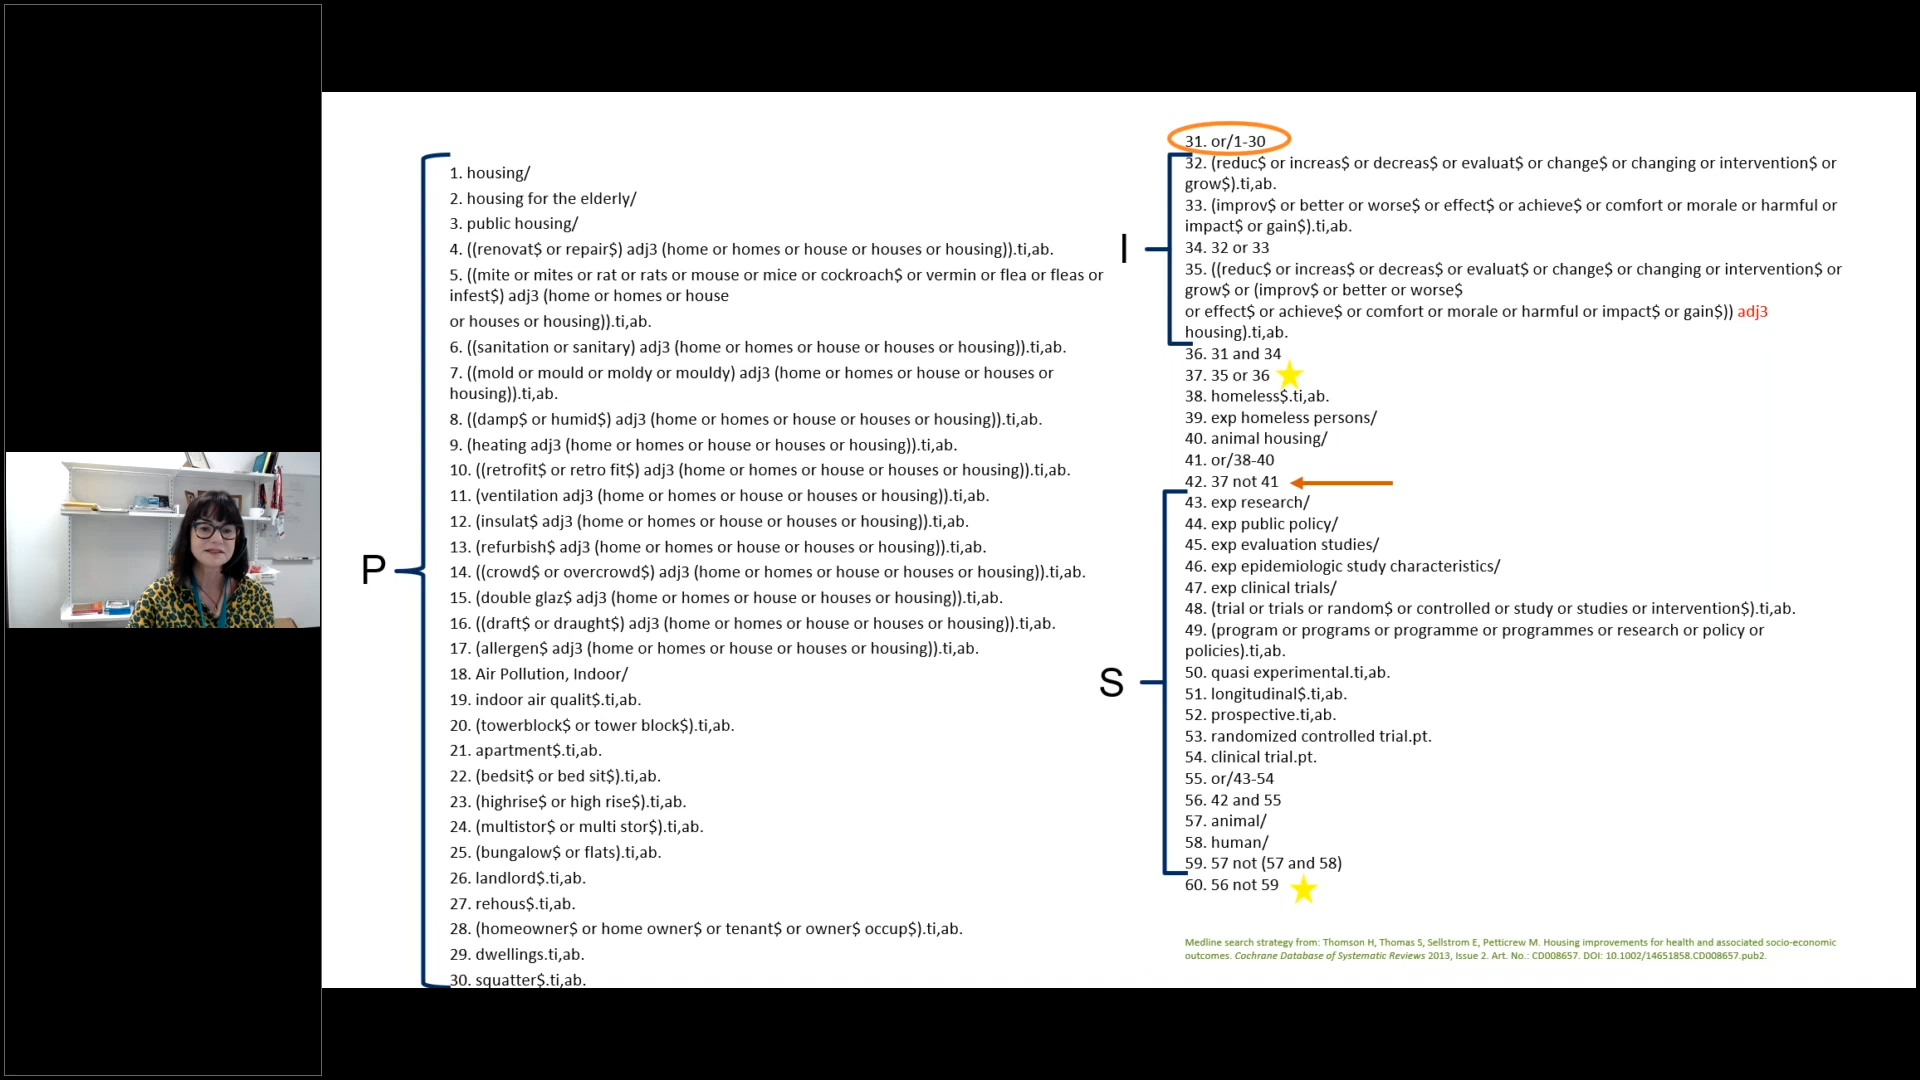 P
1. housing/
2. housing for the elderly/
3. public housing/
4. ((renovat$ or repair$) adj3 (home or homes or house or houses or housing)).ti,ab.
5. ((mite or mites or rat or rats or mouse or mice or cockroach$ or vermin or flea or fleas or
infest$) adj3 (home or homes or house
or houses or housing)).ti,ab.
6. ((sanitation or sanitary) adj3 (home or homes or house or houses or housing)).ti,ab.
7. ((mold or mould or moldy or mouldy) adj3 (home or homes or house or houses or
housing)).ti,ab.
8. ((damp$ or humid$) adj3 (home or homes or house or houses or housing)).ti,ab.
9. (heating adj3 (home or homes or house or houses or housing)).ti,ab.
10. ((retrofit$ or retro fit$) adj3 (home or homes or house or houses or housing)).ti,ab.
11. (ventilation adj3 (home or homes or house or houses or housing)).ti,ab.
12. (insulat$ adj3 (home or homes or house or houses or housing)).ti,ab.
13. (refurbish$ adj3 (home or homes or house or houses or housing)).ti,ab.
14. ((crowd$ or overcrowd$) adj3 (home or homes or house or houses or housing)).ti,ab.
15. (double glaz$ adj3 (home or homes or house or houses or housing)).ti,ab.
16. ((draft$ or draught$) adj3 (home or homes or house or houses or housing)).ti,ab.
17. (allergen$ adj3 (home or homes or house or houses or housing)).ti,ab.
18. Air Pollution, Indoor/
19. indoor air qualit$.ti,ab.
20. (towerblock$ or tower block$).ti,ab.
21. apartment$.ti,ab.
22. (bedsit$ or bed sit$).ti,ab.
23. (highrise$ or high rise$).ti,ab.
24. (multistor$ or multi stor$).ti,ab.
25. (bungalow$ or flats).ti,ab.
26. landlord$.ti,ab.
27. rehous$.ti,ab.
28. (homeowner$ or home owner$ or tenant$ or owner$ occup$).ti,ab.
29. dwellings.ti,ab.
30. squatter$.ti,ab.
31. or/1-30
I
32. (reduc$ or increas$ or decreas$ or evaluat$ or change$ or changing or intervention$ or
grow$).ti,ab.
33. (improv$ or better or worse$ or effect$ or achieve$ or comfort or morale or harmful or
impact$ or gain$).ti,ab.
34. 32 or 33
35. ((reduc$ or increas$ or decreas$ or evaluat$ or change$ or changing or intervention$ or
grow$ or (improv$ or better or worse$
or effect$ or achieve$ or comfort or morale or harmful or impact$ or gain$)) adj3
housing).ti,ab.
36. 31 and 34
37. 35 or 36
38. homeless$.ti,ab.
39. exp homeless persons/
40. animal housing/
41. or/38-40
42. 37 not 41
S
43. exp research/
44. exp public policy/
45. exp evaluation studies/
46. exp epidemiologic study characteristics/
47. exp clinical trials/
48. (trial or trials or random$ or controlled or study or studies or intervention$).ti,ab.
49. (program or programs or programme or programmes or research or policy or
policies).ti,ab.
50. quasi experimental.ti,ab.
51. longitudinal$.ti,ab.
52. prospective.ti,ab.
53. randomized controlled trial.pt.
54. clinical trial.pt.
55. or/43-54
56. 42 and 55
57. animal/
58. human/
59. 57 not (57 and 58)
60. 56 not 59
Medline search strategy from: Thomson H, Thomas S, Sellstrom E, Petticrew M. Housing improvements for health and associated socio-economic
outcomes. Cochrane Database of Systematic Reviews 2013, Issue 2. Art. No.: CD008657. DOI: 10.1002/14651858.CD008657.pub2.